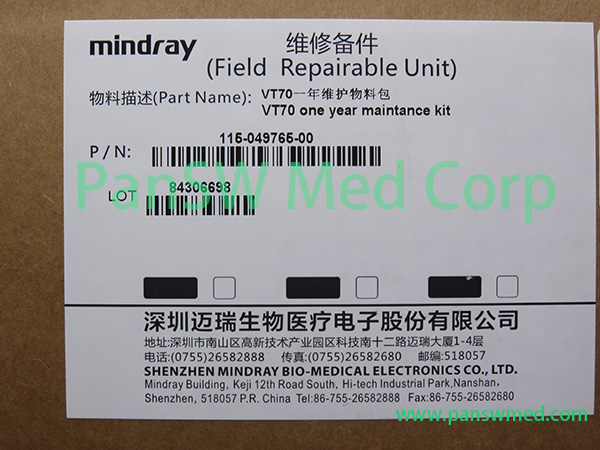 mindray
维修备件
(Field Repairable Unit)
物料描述(Part Name): VT70一年维护物料包
VT70 one year maintance kit
P/N: 115-049765-00
PanSW Med Corp
LOT 84306698
深圳迈瑞生物医疗电子股份有限公司
地址:深圳市南山区高新技术产业园区科技南十二路迈瑞大厦1-4层
电话:(0755)26582888 传真:(0755)26582680 邮编:518057
SHENZHEN MINDRAY BIO-MEDICAL ELECTRONICS CO., LTD.
Mindray Building, Keji 12th Road South, Hi-tech Industrial Park,Nanshan,
Shenzhen, 518057 P.R. China Tel:86-755-26582888 Fax:86-755-26582680
www.panswmed.com